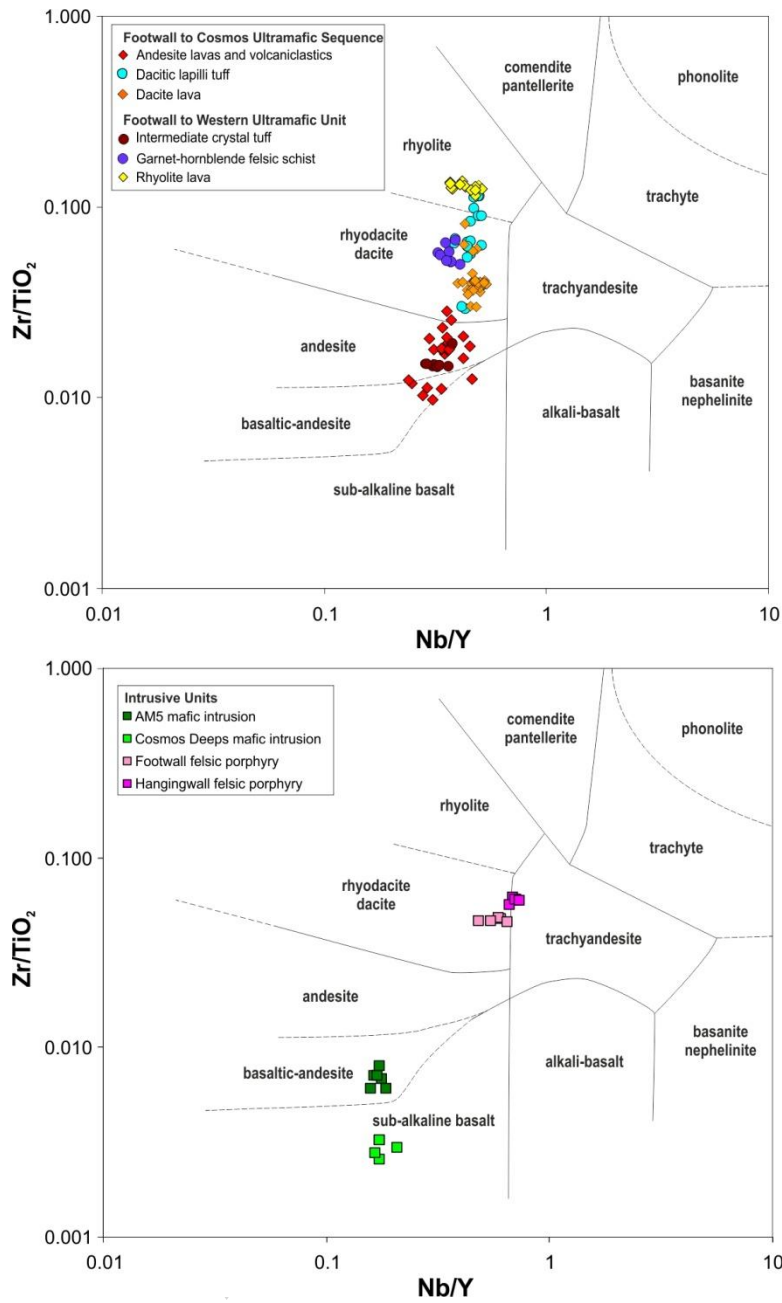 1.000
Footwall to Cosmos Ultramafic Sequence
Andesite lavas and volcaniclastics
Dacitic lapilli tuff
Dacite lava
Footwall to Western Ultramafic Unit
Intermediate crystal tuff
Garnet-hornblende felsic schist
Rhyolite lava
comendite
pantellerite
phonolite
rhyolite
0.100
trachyte
rhyodacite
dacite
Zr/TiO2
trachyandesite
andesite
0.010
basaltic-andesite
alkali-basalt
basanite
nephelinite
sub-alkaline basalt
0.001
0.01
0.1
1
10
Nb/Y
1.000
Intrusive Units
AM5 mafic intrusion
Cosmos Deeps mafic intrusion
Footwall felsic porphyry
Hangingwall felsic porphyry
comendite
pantellerite
phonolite
rhyolite
0.100
trachyte
rhyodacite
dacite
Zr/TiO2
trachyandesite
andesite
0.010
basaltic-andesite
alkali-basalt
basanite
nephelinite
sub-alkaline basalt
0.001
0.01
0.1
1
10
Nb/Y